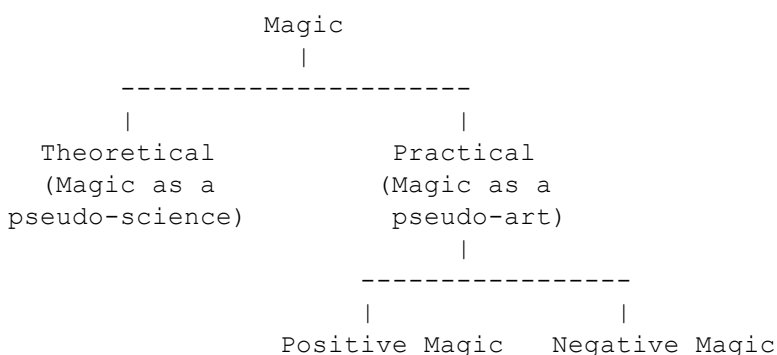 Magic
Theoretical Practical
(Magic as a (Magic as a
pseudo-science) pseudo-art)
Positive Magic Negative Magic